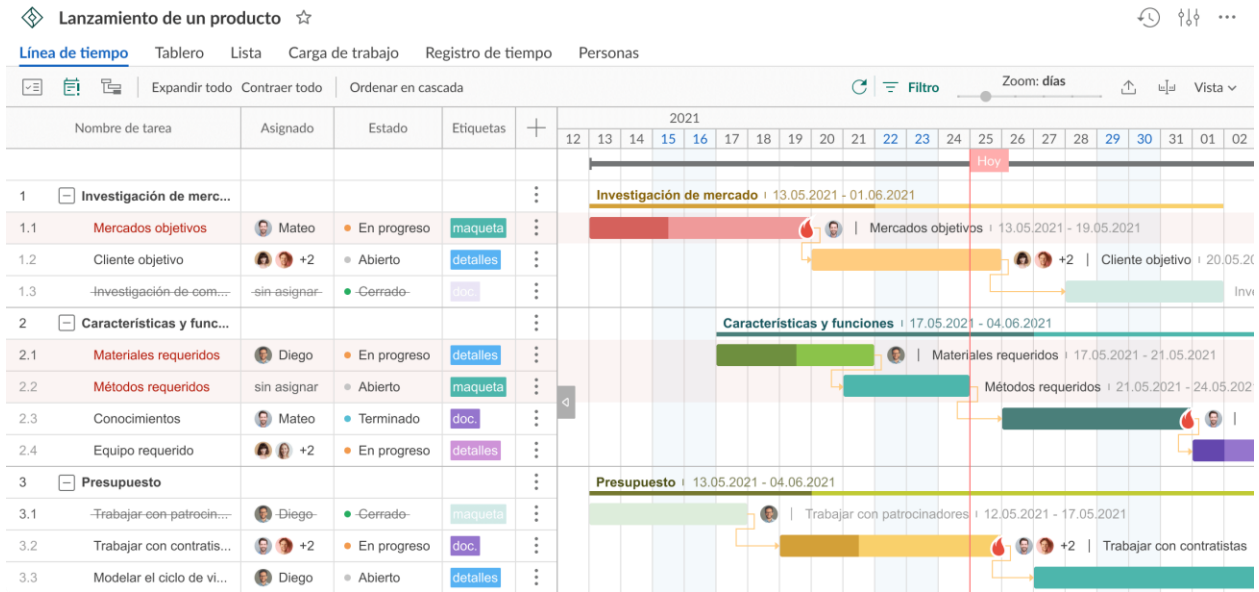 Lanzamiento de un producto
Línea de tiempo Tablero Lista Carga de trabajo Registro de tiempo Personas
Expandir todo Contraer todo Ordenar en cascada Filtro Zoom: días Vista
Nombre de tarea Asignado Estado Etiquetas 2021
12 13 14 15 16 17 18 19 20 21 22 23 24 25 26 27 28 29 30 31 01 02
Hoy
1 Investigación de merc... Investigación de mercado 13.05.2021 - 01.06.2021
1.1 Mercados objetivos Mateo En progreso maqueta Mercados objetivos 13.05.2021 - 19.05.2021
1.2 Cliente objetivo +2 Abierto detalles +2 Cliente objetivo 20.05.20
1.3 Investigación de com... sin asignar Cerrado doc. Inve
2 Características y func... Características y funciones 17.05.2021 - 04.06.2021
2.1 Materiales requeridos Diego En progreso detalles Materiales requeridos 17.05.2021 - 21.05.2021
2.2 Métodos requeridos sin asignar Abierto maqueta Métodos requeridos 21.05.2021 - 24.05.2021
2.3 Conocimientos Mateo Terminado doc.
2.4 Equipo requerido +2 En progreso detalles
3 Presupuesto Presupuesto 13.05.2021 - 04.06.2021
3.1 Trabajar con patrocin... Diego Cerrado maqueta Trabajar con patrocinadores 12.05.2021 - 17.05.2021
3.2 Trabajar con contratis... +2 En progreso doc. +2 Trabajar con contratistas
3.3 Modelar el ciclo de vi... Diego Abierto detalles